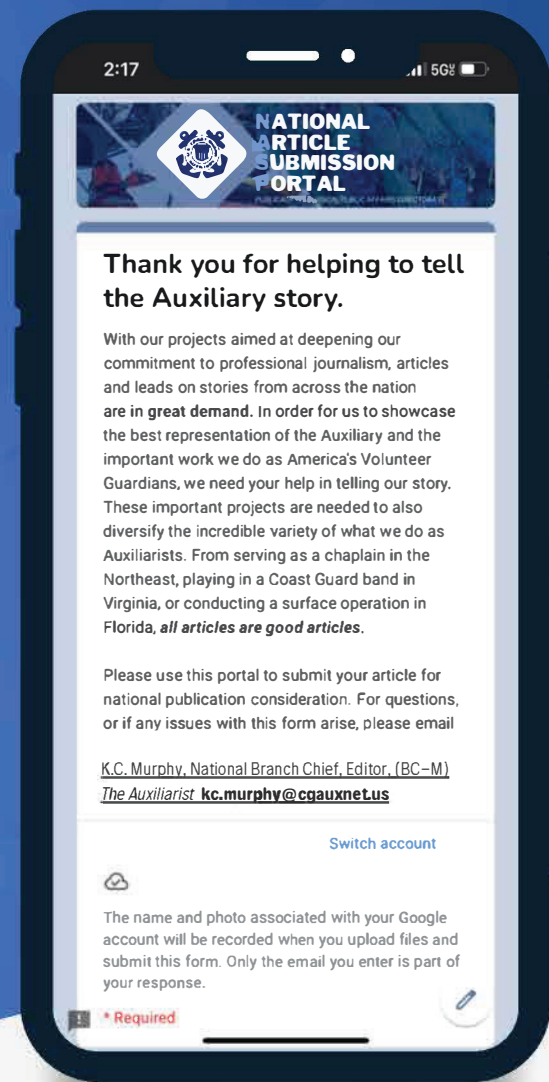 2:17
5G
NATIONAL
ARTICLE
SUBMISSION
PORTAL
Thank you for helping to tell
the Auxiliary story.
With our projects aimed at deepening our
commitment to professional journalism, articles
and leads on stories from across the nation
are in great demand. In order for us to showcase
the best representation of the Auxiliary and the
important work we do as America's Volunteer
Guardians, we need your help in telling our story.
These important projects are needed to also
diversify the incredible variety of what we do as
Auxiliarists. From serving as a chaplain in the
Northeast, playing in a Coast Guard band in
Virginia, or conducting a surface operation in
Florida, all articles are good articles.
Please use this portal to submit your article for
national publication consideration. For questions,
or if any issues with this form arise, please email
K.C. Murphy, National Branch Chief, Editor, (BC-M)
The Auxiliarist kc.murphy@cgauxnet.us
Switch account
The name and photo associated with your Google
account will be recorded when you upload files and
submit this form. Only the email you enter is part of
your response.
* Required